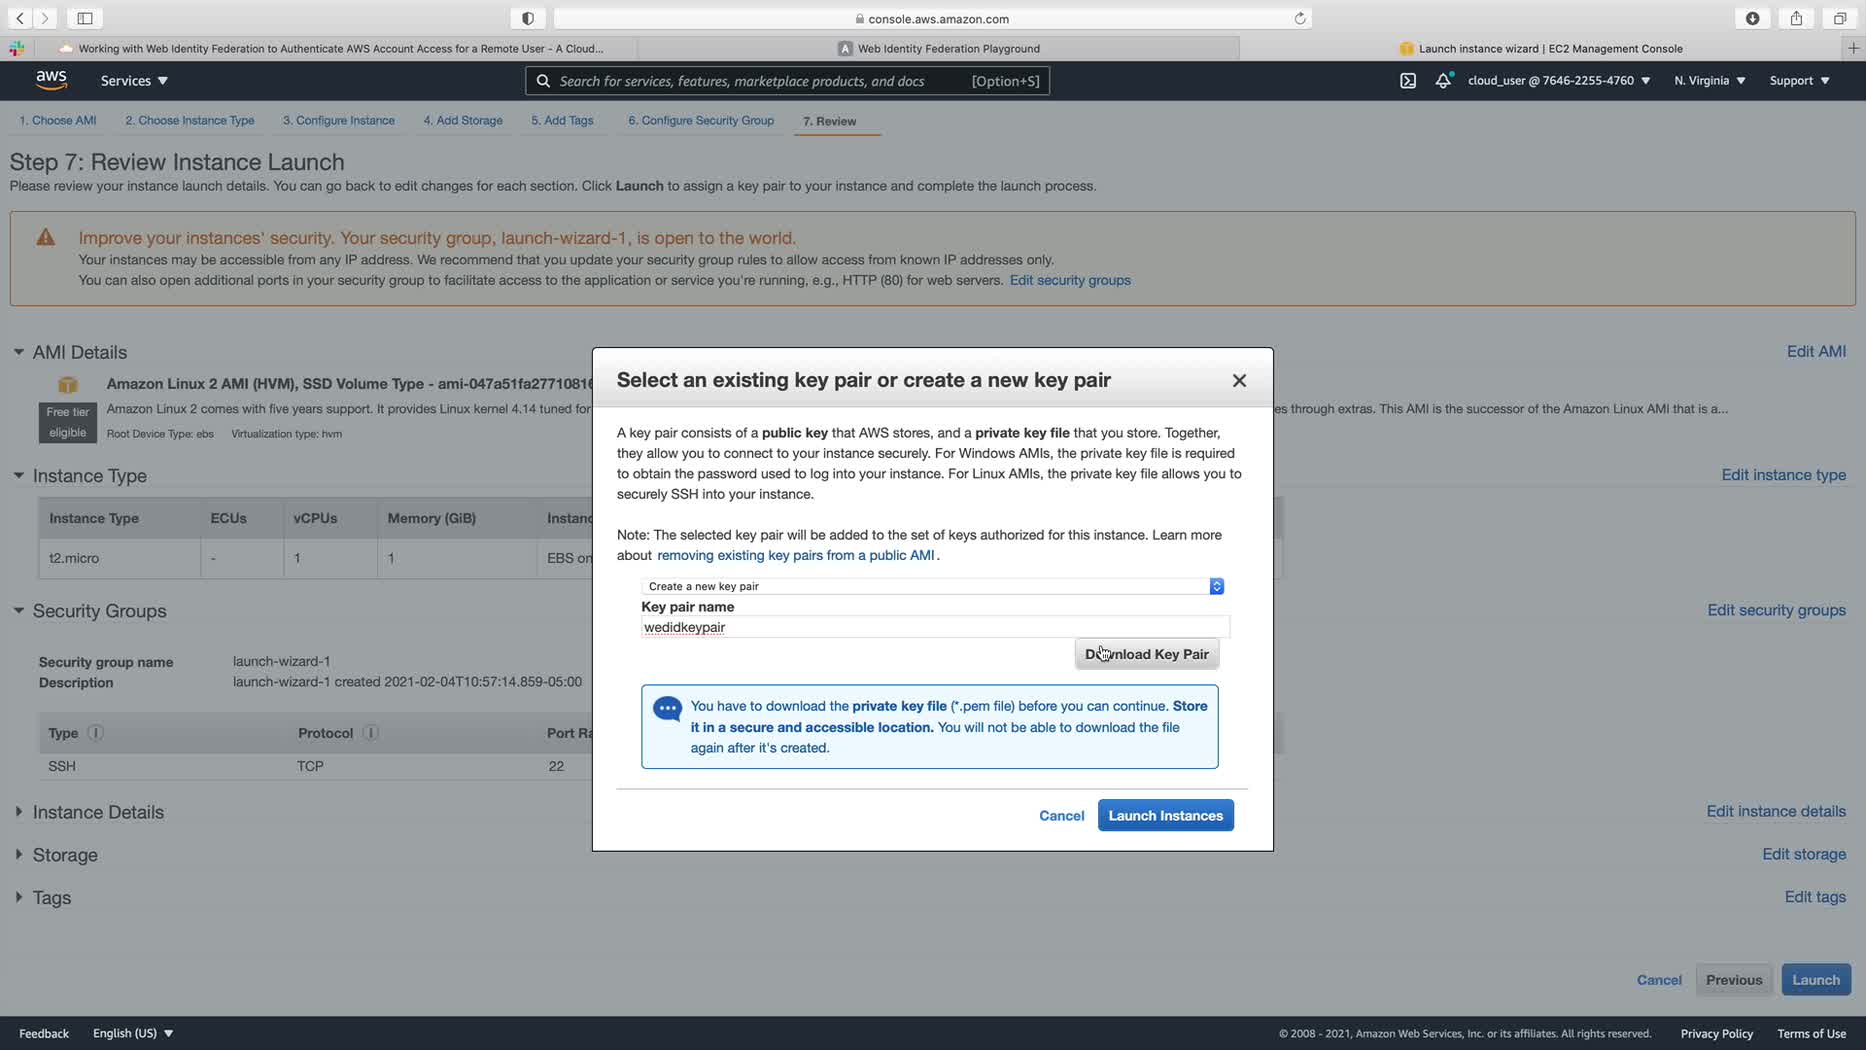 console.aws.amazon.com
Working with Web Identity Federation to Authenticate AWS Account Access for a Remote User - A Cloud...
A Web Identity Federation Playground
Launch instance wizard | EC2 Management Console
aws Services
Search for services, features, marketplace products, and docs [Option+S]
cloud_user @ 7646-2255-4760 N. Virginia Support
1. Choose AMI 2. Choose Instance Type 3. Configure Instance 4. Add Storage 5. Add Tags 6. Configure Security Group 7. Review
Step 7: Review Instance Launch
Please review your instance launch details. You can go back to edit changes for each section. Click Launch to assign a key pair to your instance and complete the launch process.
Improve your instances' security. Your security group, launch-wizard-1, is open to the world.
Your instances may be accessible from any IP address. We recommend that you update your security group rules to allow access from known IP addresses only.
You can also open additional ports in your security group to facilitate access to the application or service you're running, e.g., HTTP (80) for web servers. Edit security groups
AMI Details Edit AMI
Amazon Linux 2 AMI (HVM), SSD Volume Type - ami-047a51fa2771081
Free tier
eligible
Amazon Linux 2 comes with five years support. It provides Linux kernel 4.14 tuned for
es through extras. This AMI is the successor of the Amazon Linux AMI that is a...
Root Device Type: ebs Virtualization type: hvm
Instance Type Edit instance type
Instance Type ECUs vCPUs Memory (GiB) Instanc
t2.micro - 1 1 EBS on
Security Groups Edit security groups
Security group name launch-wizard-1
Description launch-wizard-1 created 2021-02-04T10:57:14.859-05:00
Type Protocol Port Ra
SSH TCP 22
Instance Details Edit instance details
Storage Edit storage
Tags Edit tags
Select an existing key pair or create a new key pair
A key pair consists of a public key that AWS stores, and a private key file that you store. Together,
they allow you to connect to your instance securely. For Windows AMIs, the private key file is required
to obtain the password used to log into your instance. For Linux AMIs, the private key file allows you to
securely SSH into your instance.
Note: The selected key pair will be added to the set of keys authorized for this instance. Learn more
about removing existing key pairs from a public AMI .
Create a new key pair
Key pair name
wedidkeypair
Download Key Pair
You have to download the private key file (*.pem file) before you can continue. Store
it in a secure and accessible location. You will not be able to download the file
again after it's created.
Cancel Launch Instances
Cancel Previous Launch
Feedback English (US) © 2008 - 2021, Amazon Web Services, Inc. or its affiliates. All rights reserved. Privacy Policy Terms of Use